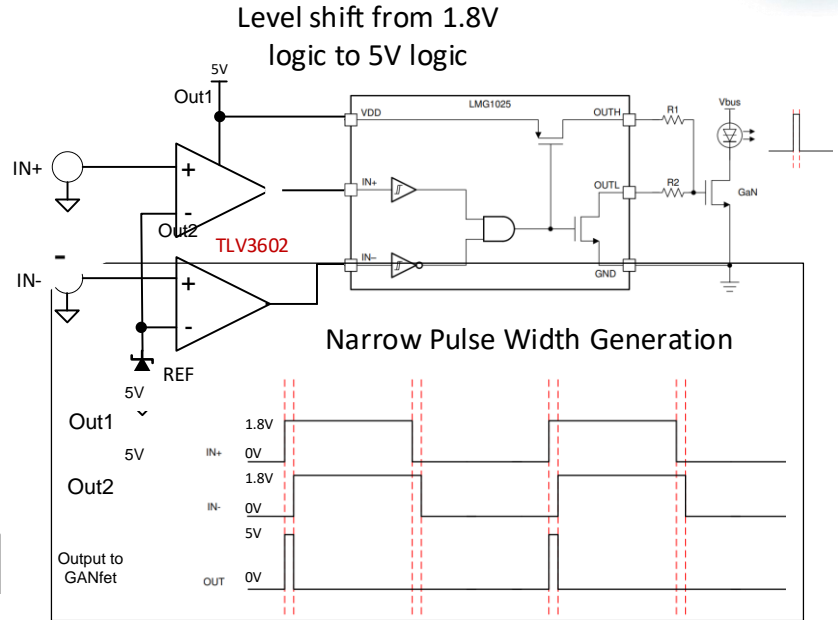 Level shift from 1.8V
logic to 5V logic
5V
Out1
LMG1025
VDD
OUTH
R1
Vbus
IN+
+
IN+
OUTL
R2
GaN
-
Out2
TLV3602
-
IN-
IN-
+
GND
-
Narrow Pulse Width Generation
REF
5V
Out1
1.8V
5V
IN+
0V
1.8V
Out2
IN-
0V
5V
Output to
GANfet
OUT
0V